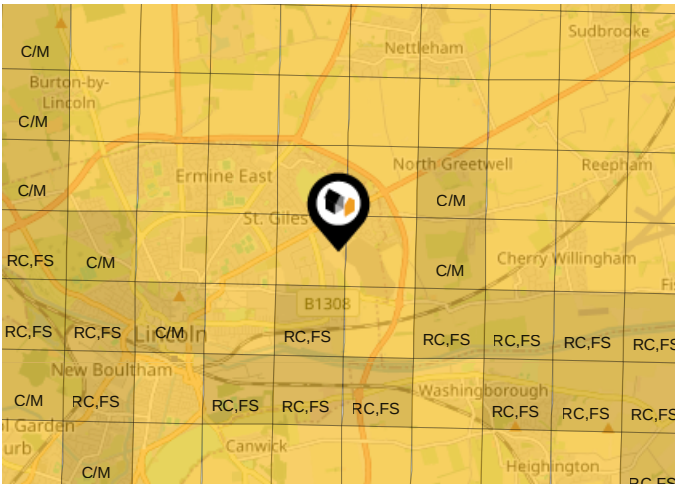 Sudbrooke
Nettleham
C/M
Burton-by-
Lincoln
C/M
North Greetwell
Reepham
Ermine East
C/M
C/M
St. Giles
RC,FS
C/M
C/M
Cherry Willingham
B1308
RC,FS
RC,FS
C/M
Lincoln
RC,FS
RC,FS
RC,FS
RC,FS
RC,FS
New Boultham
Washingborough
C/M
RC,FS
RC,FS
RC,FS
RC,FS
RC,FS
RC,FS
RC,FS
Canwick
C/M
Heighington
RC,FS